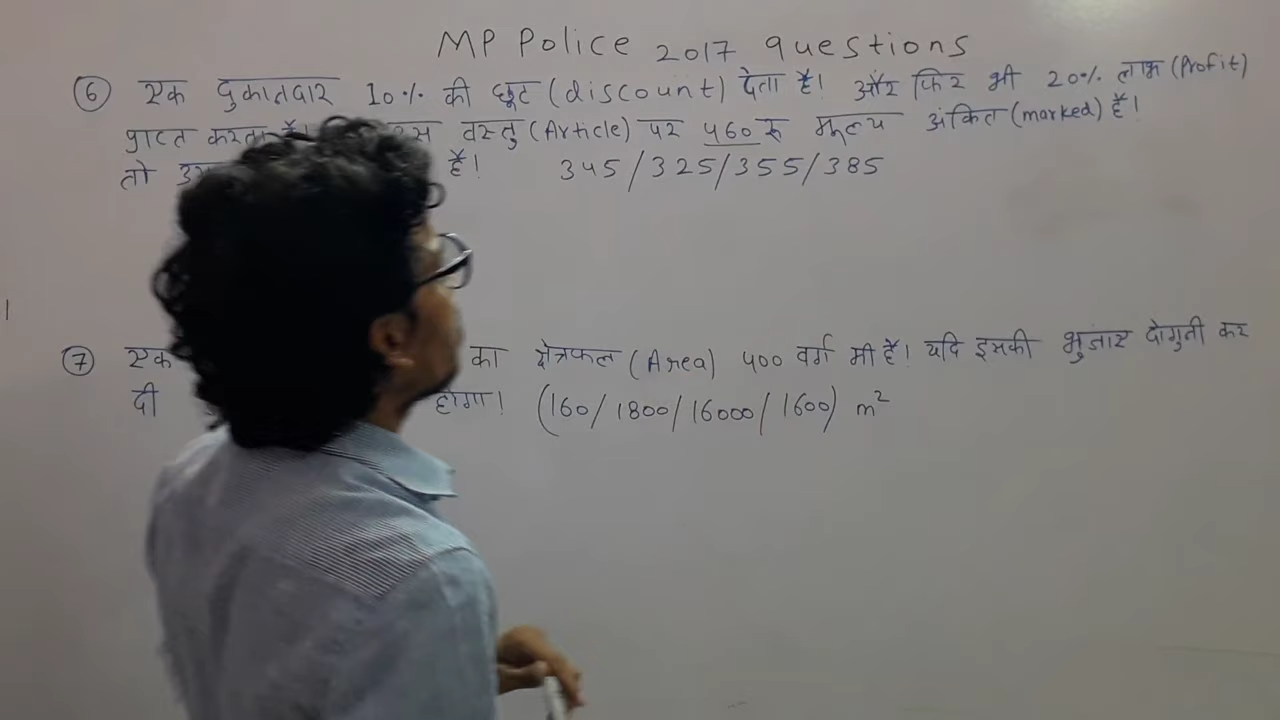 MP Police 2017 questions
6 एक दुकानदार 10% की छूट (discount) देता है। और फिर भी 20% लाभ (Profit)
प्राप्त करता है। उस वस्तु (Article) पर 460 रु मूल्य अंकित (marked) है।
तो है। 345/325/355/385
7 एक का क्षेत्रफल (Area) 400 वर्ग मी है। यदि इसकी भुजाए दोगुनी कर
दी होगा। (160/1800/16000/1600) m²